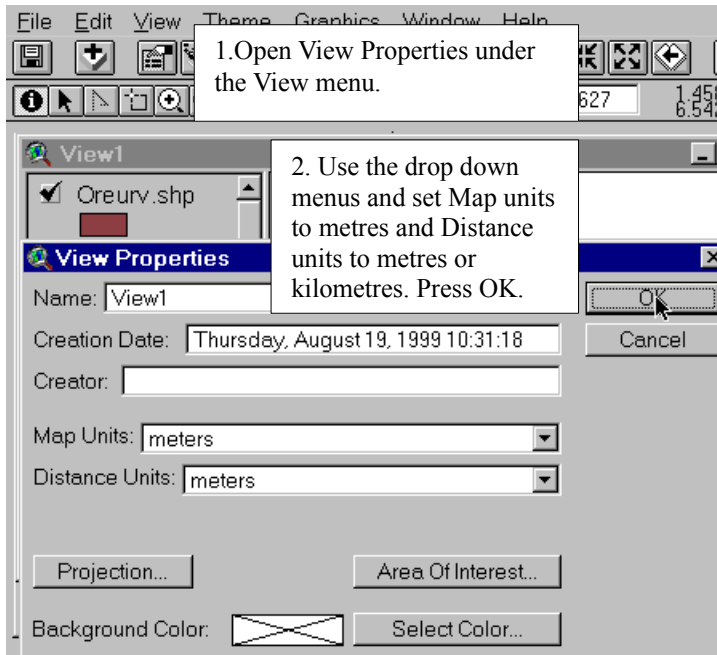 File Edit View Theme Graphics Window Help
1.Open View Properties under
the View menu.
627
View1
Oreurv.shp
2. Use the drop down
menus and set Map units
to metres and Distance
units to metres or
kilometres. Press OK.
View Properties
Name: View1
OK
Creation Date: Thursday, August 19, 1999 10:31:18
Cancel
Creator:
Map Units: meters
Distance Units: meters
Projection...
Area Of Interest...
Background Color:
Select Color...